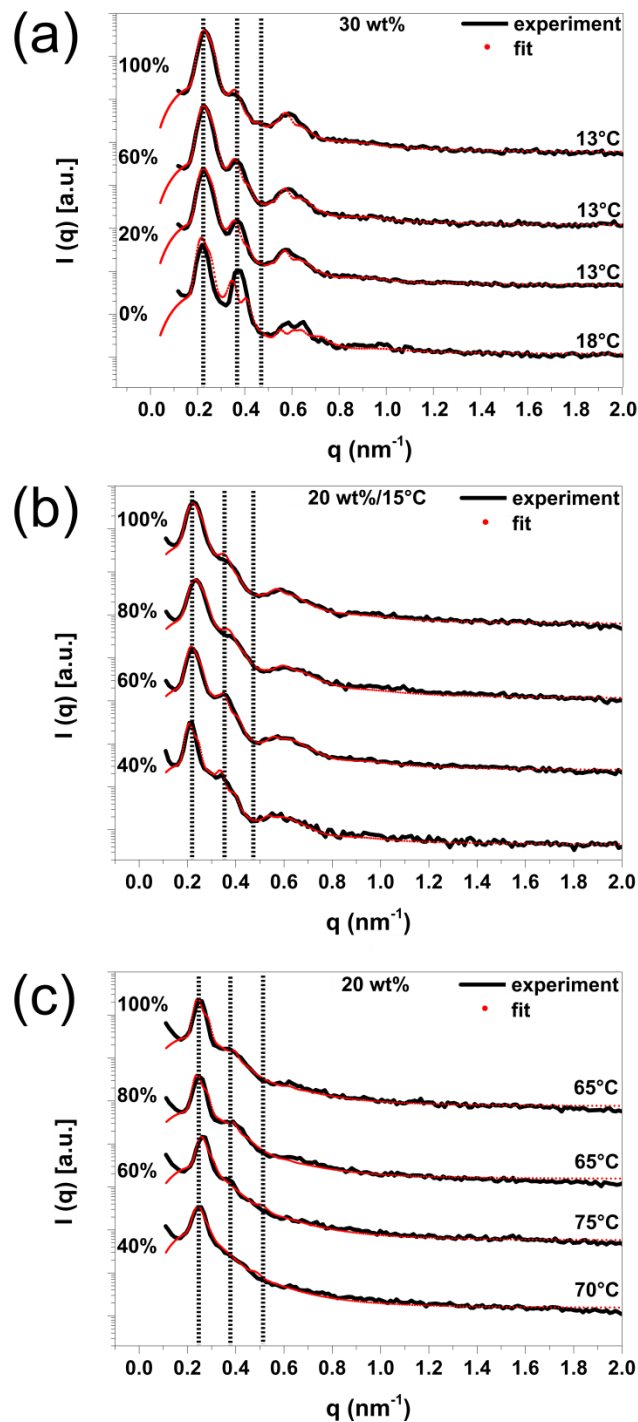 (a)
30 wt%
experiment
fit
100%
60%
20%
0%
13°C
13°C
13°C
18°C
I (q) [a.u.]
0.0 0.2 0.4 0.6 0.8 1.0 1.2 1.4 1.6 1.8 2.0
q (nm⁻¹)
(b)
20 wt%/15°C
experiment
fit
100%
80%
60%
40%
I (q) [a.u.]
0.0 0.2 0.4 0.6 0.8 1.0 1.2 1.4 1.6 1.8 2.0
q (nm⁻¹)
(c)
20 wt%
experiment
fit
100%
80%
60%
40%
65°C
65°C
75°C
70°C
I (q) [a.u.]
0.0 0.2 0.4 0.6 0.8 1.0 1.2 1.4 1.6 1.8 2.0
q (nm⁻¹)